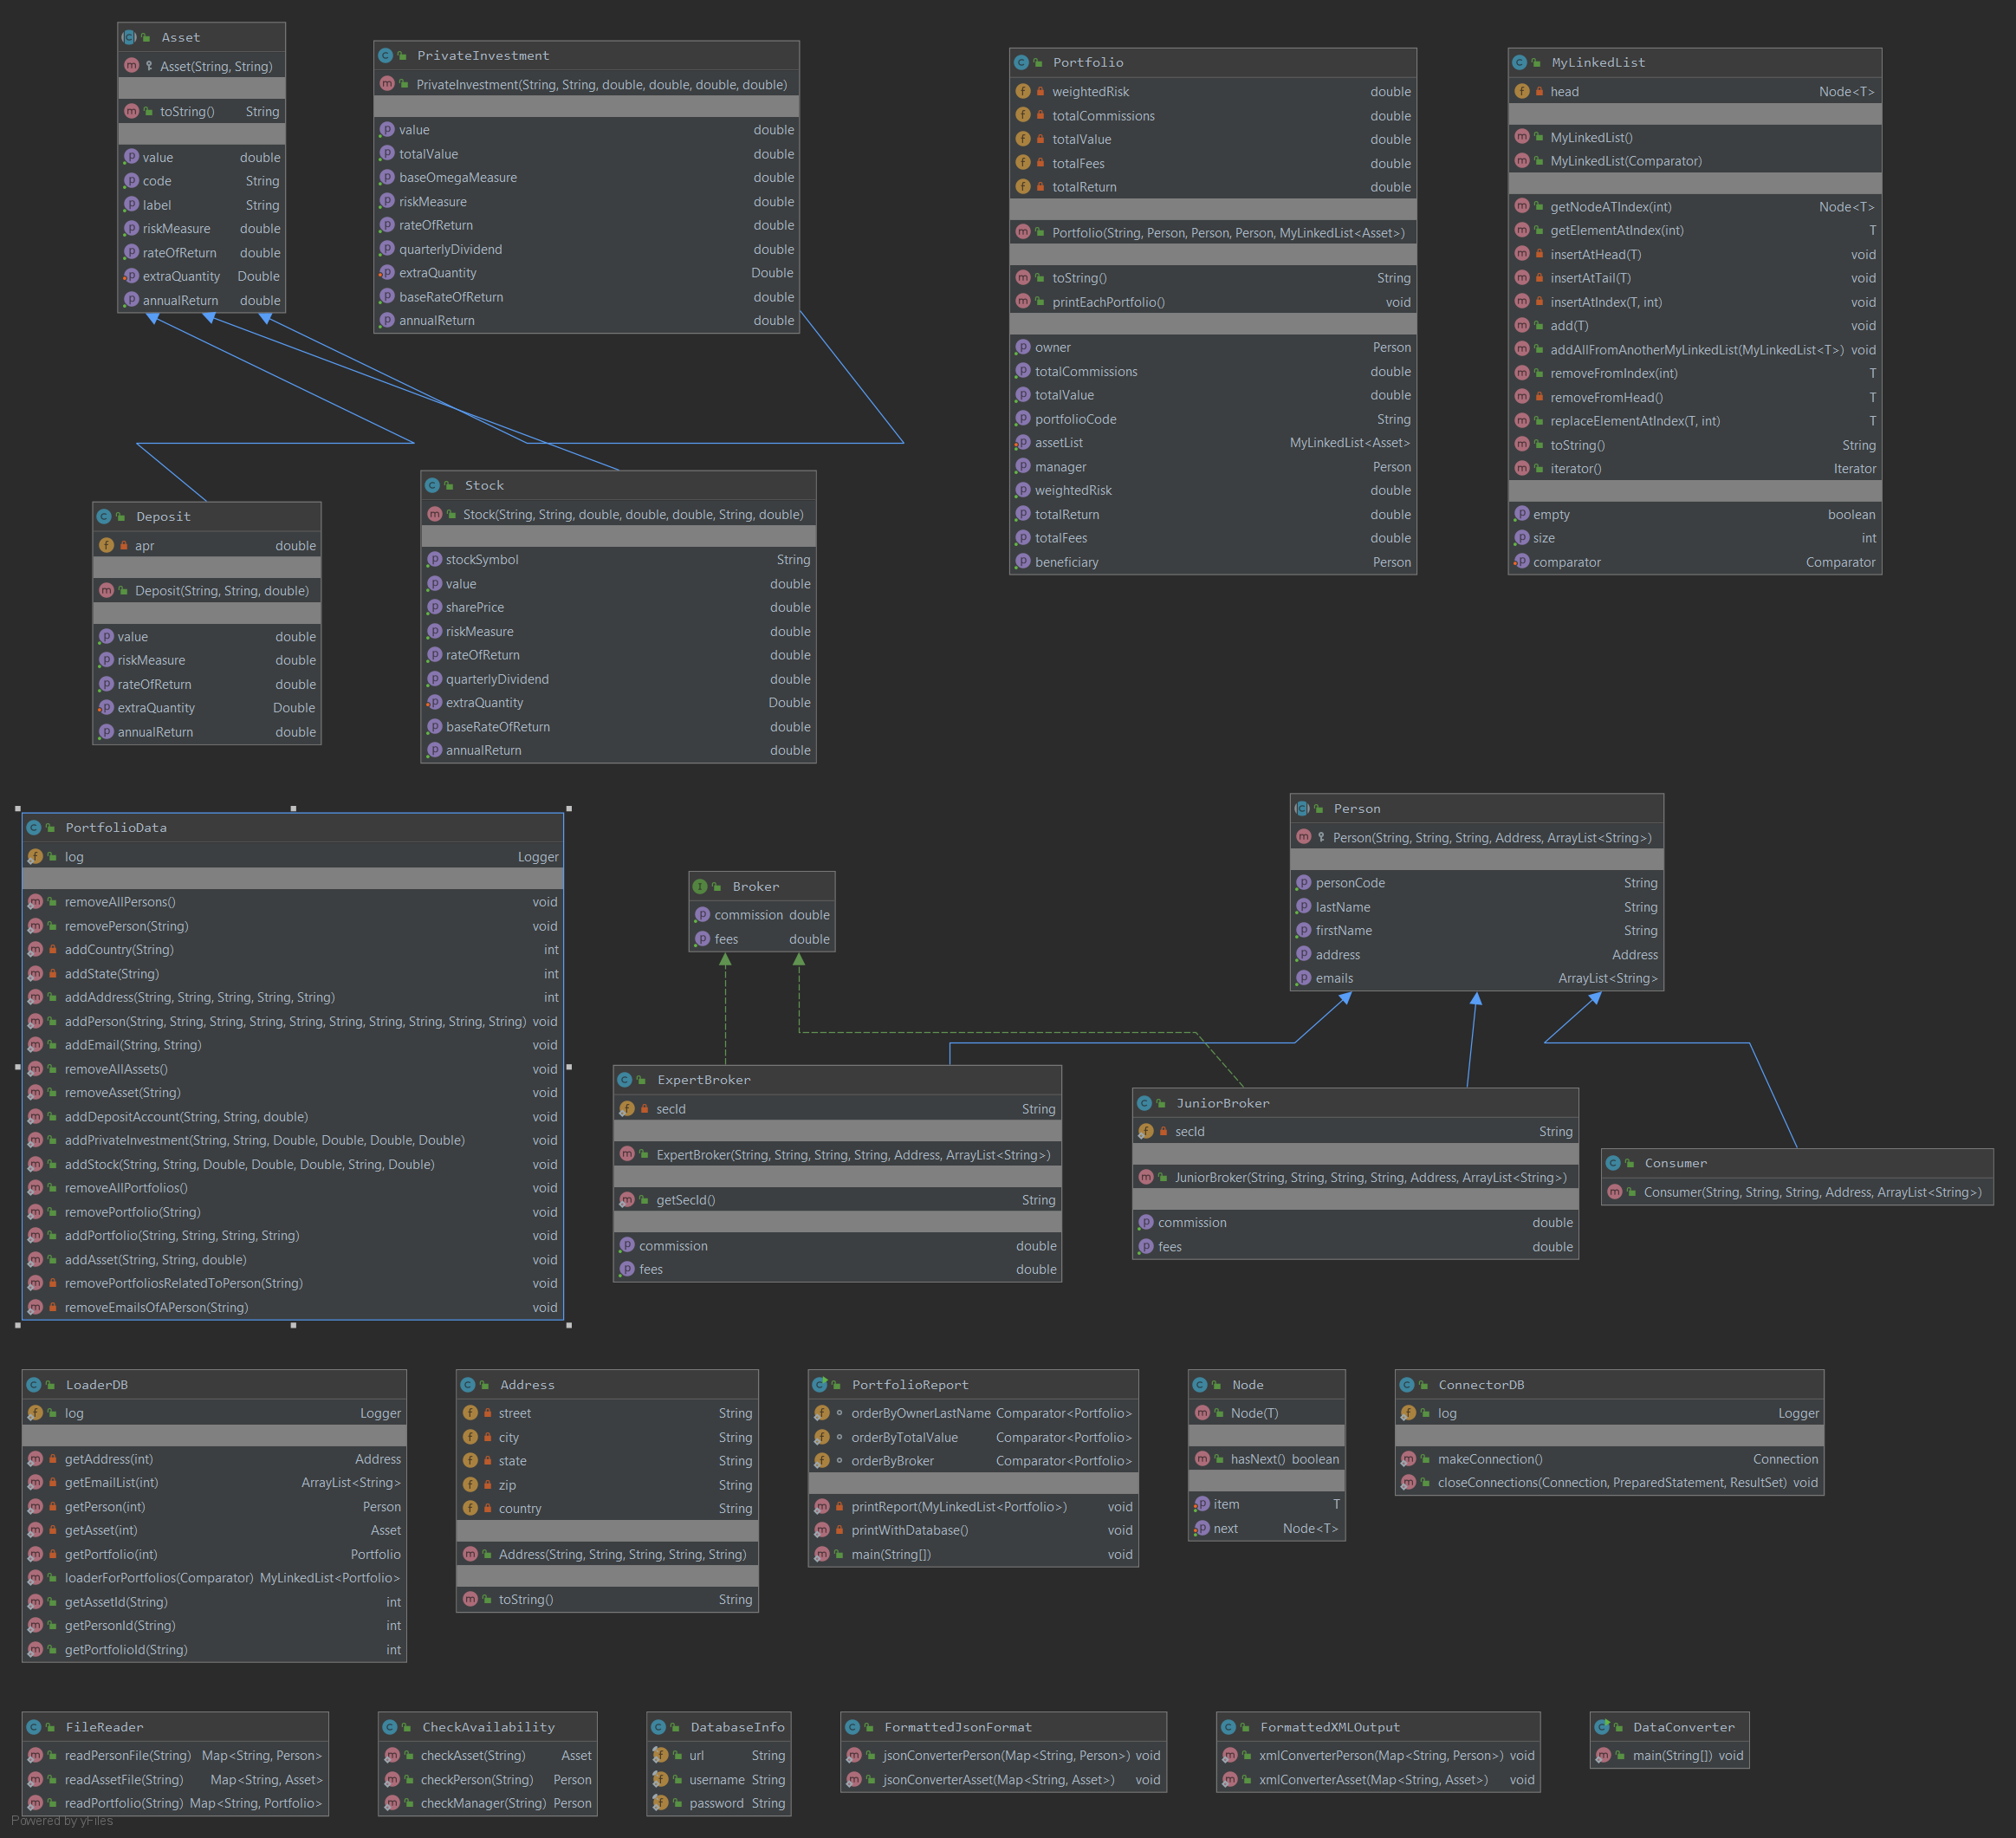 Asset
Asset(String, String)
toString() String
value double
code String
label String
riskMeasure double
rateOfReturn double
extraQuantity Double
annualReturn double
PrivateInvestment
PrivateInvestment(String, String, double, double, double, double)
value double
totalValue double
baseOmegaMeasure double
riskMeasure double
rateOfReturn double
quarterlyDividend double
extraQuantity Double
baseRateOfReturn double
annualReturn double
Portfolio
weightedRisk double
totalCommissions double
totalValue double
totalFees double
totalReturn double
Portfolio(String, Person, Person, Person, MyLinkedList<Asset>)
toString() String
printEachPortfolio() void
owner Person
totalCommissions double
totalValue double
portfolioCode String
assetList MyLinkedList<Asset>
manager Person
weightedRisk double
totalReturn double
totalFees double
beneficiary Person
MyLinkedList
head Node<T>
MyLinkedList()
MyLinkedList(Comparator)
getNodeATIndex(int) Node<T>
getElementAtIndex(int) T
insertAtHead(T) void
insertAtTail(T) void
insertAtIndex(T, int) void
add(T) void
addAllFromAnotherMyLinkedList(MyLinkedList<T>) void
removeFromIndex(int) T
removeFromHead() T
replaceElementAtIndex(T, int) T
toString() String
iterator() Iterator
empty boolean
size int
comparator Comparator
Deposit
apr double
Deposit(String, String, double)
value double
riskMeasure double
rateOfReturn double
extraQuantity Double
annualReturn double
Stock
Stock(String, String, double, double, double, String, double)
stockSymbol String
value double
sharePrice double
riskMeasure double
rateOfReturn double
quarterlyDividend double
extraQuantity Double
baseRateOfReturn double
annualReturn double
PortfolioData
log Logger
removeAllPersons() void
removePerson(String) void
addCountry(String) int
addState(String) int
addAddress(String, String, String, String, String) int
addPerson(String, String, String, String, String, String, String, String, String, String) void
addEmail(String, String) void
removeAllAssets() void
removeAsset(String) void
addDepositAccount(String, String, double) void
addPrivateInvestment(String, String, Double, Double, Double, Double) void
addStock(String, String, Double, Double, Double, String, Double) void
removeAllPortfolios() void
removePortfolio(String) void
addPortfolio(String, String, String, String) void
addAsset(String, String, double) void
removePortfoliosRelatedToPerson(String) void
removeEmailsOfAPerson(String) void
Broker
commission double
fees double
Person
Person(String, String, String, Address, ArrayList<String>)
personCode String
lastName String
firstName String
address Address
emails ArrayList<String>
ExpertBroker
secId String
ExpertBroker(String, String, String, String, Address, ArrayList<String>)
getSecId() String
commission double
fees double
JuniorBroker
secId String
JuniorBroker(String, String, String, String, Address, ArrayList<String>)
commission double
fees double
Consumer
Consumer(String, String, String, Address, ArrayList<String>)
LoaderDB
log Logger
getAddress(int) Address
getEmailList(int) ArrayList<String>
getPerson(int) Person
getAsset(int) Asset
getPortfolio(int) Portfolio
loaderForPortfolios(Comparator) MyLinkedList<Portfolio>
getAssetId(String) int
getPersonId(String) int
getPortfolioId(String) int
Address
street String
city String
state String
zip String
country String
Address(String, String, String, String, String)
toString() String
PortfolioReport
orderByOwnerLastName Comparator<Portfolio>
orderByTotalValue Comparator<Portfolio>
orderByBroker Comparator<Portfolio>
printReport(MyLinkedList<Portfolio>) void
printWithDatabase() void
main(String[]) void
Node
Node(T)
hasNext() boolean
item T
next Node<T>
ConnectorDB
log Logger
makeConnection() Connection
closeConnections(Connection, PreparedStatement, ResultSet) void
FileReader
readPersonFile(String) Map<String, Person>
readAssetFile(String) Map<String, Asset>
readPortfolio(String) Map<String, Portfolio>
CheckAvailability
checkAsset(String) Asset
checkPerson(String) Person
checkManager(String) Person
DatabaseInfo
url String
username String
password String
FormattedJsonFormat
jsonConverterPerson(Map<String, Person>) void
jsonConverterAsset(Map<String, Asset>) void
FormattedXMLOutput
xmlConverterPerson(Map<String, Person>) void
xmlConverterAsset(Map<String, Asset>) void
DataConverter
main(String[]) void
Powered by yFiles